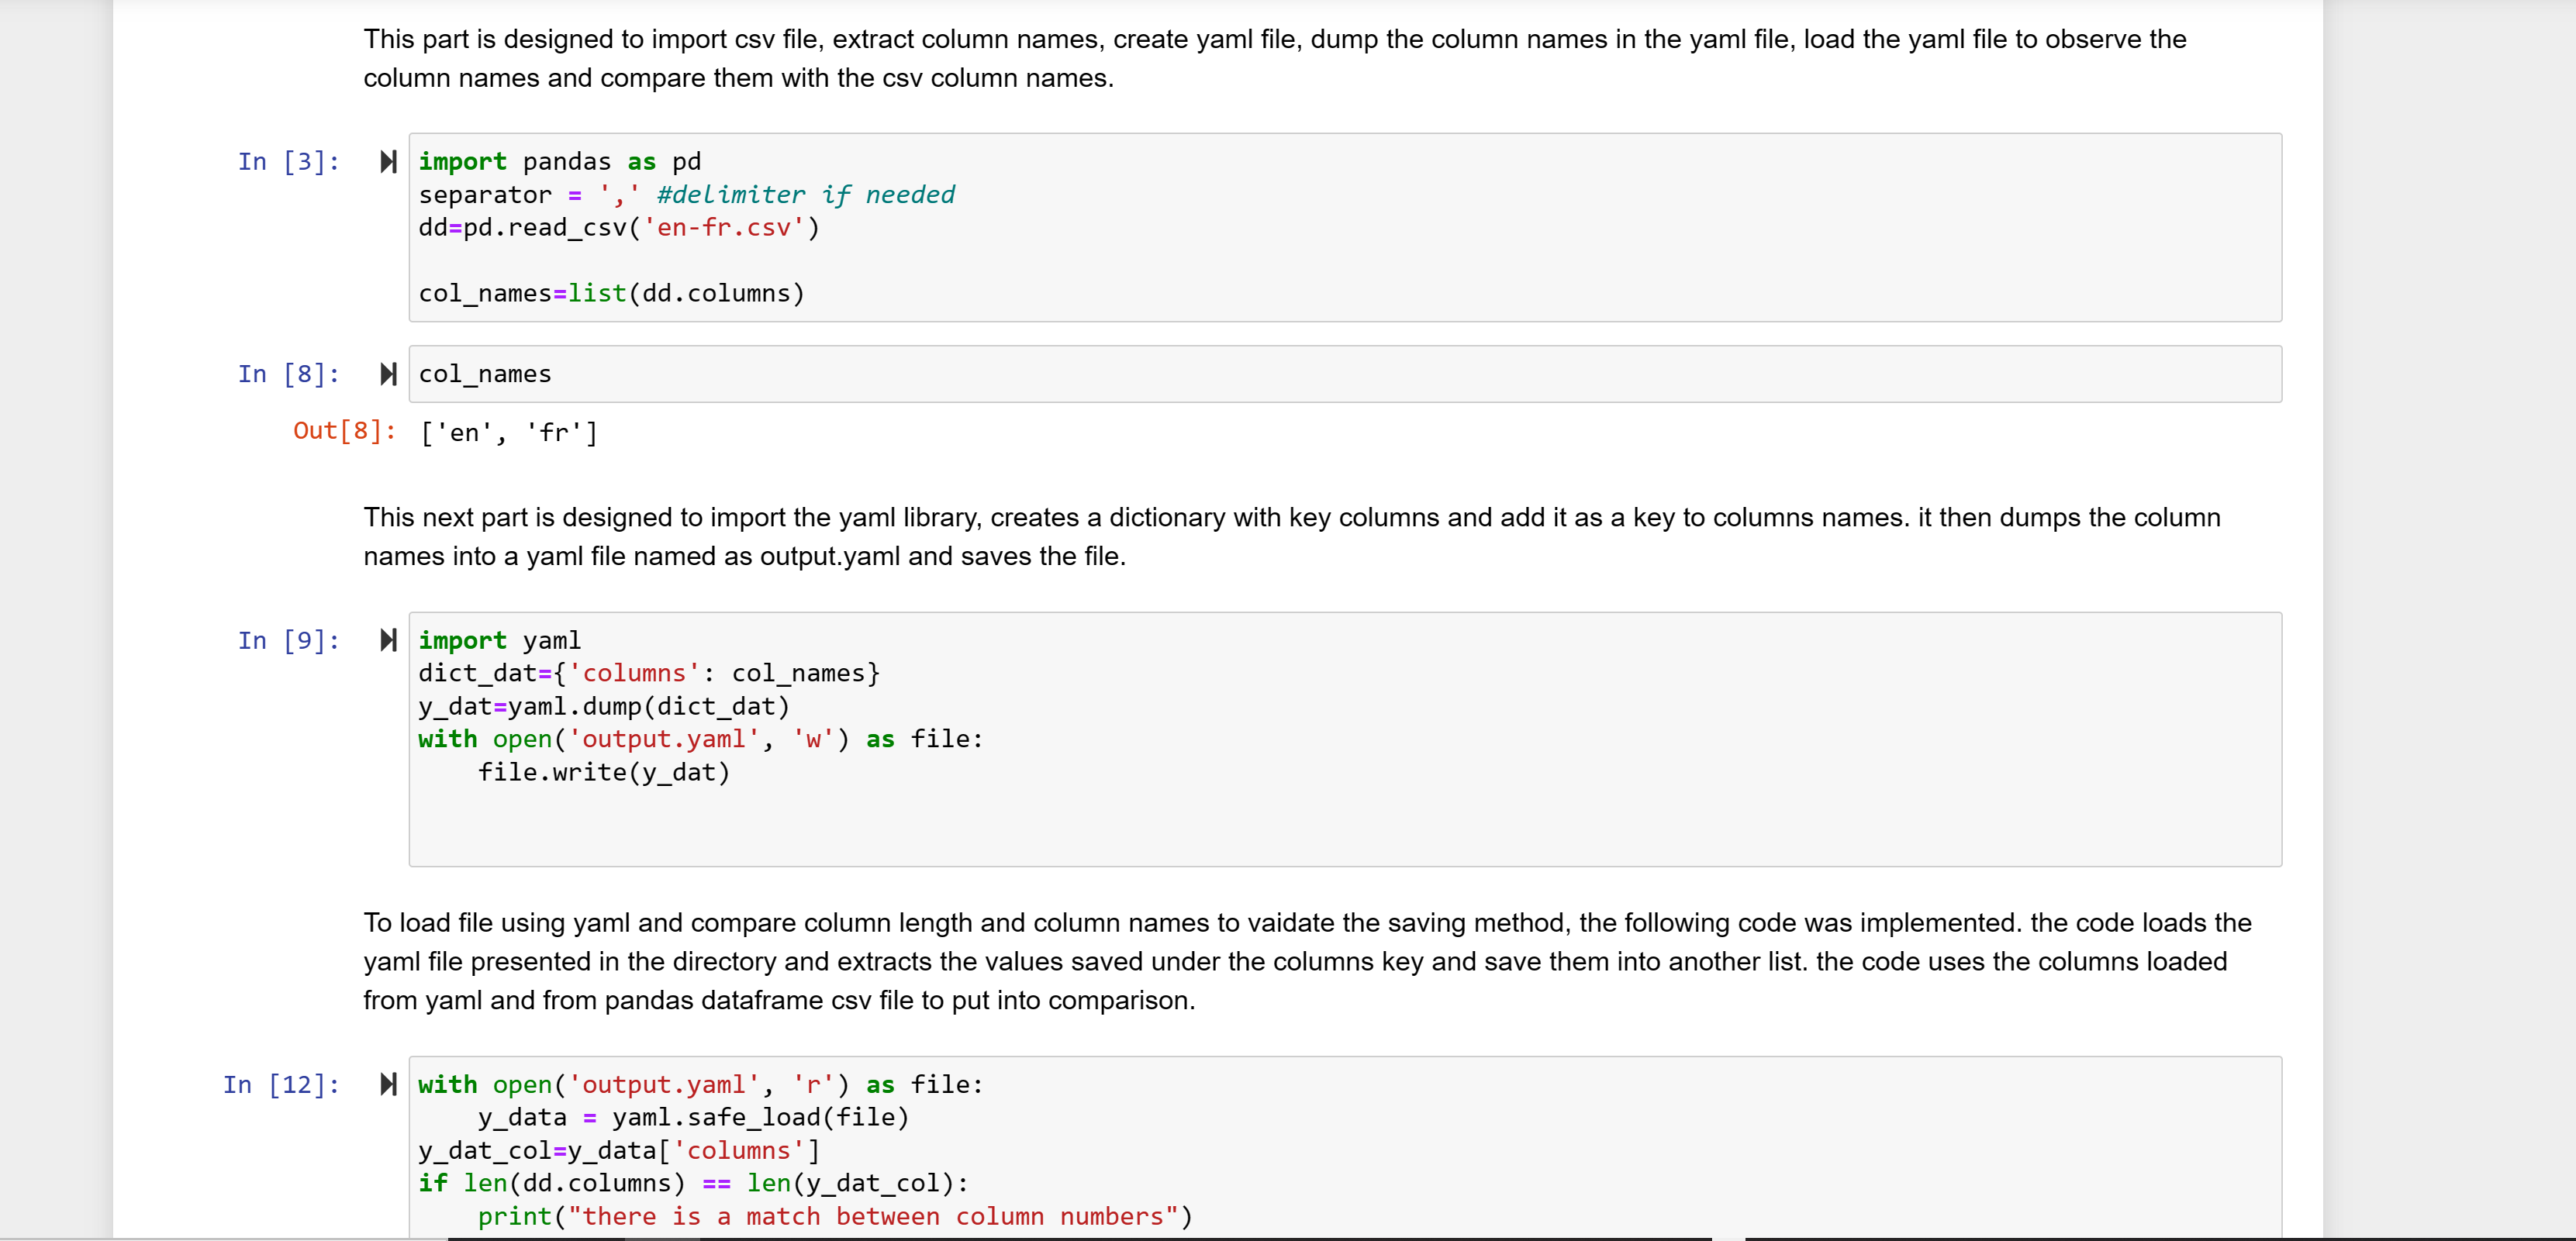 This part is designed to import csv file, extract column names, create yaml file, dump the column names in the yaml file, load the yaml file to observe the
column names and compare them with the csv column names.
In [3]: import pandas as pd
separator = ',' #delimiter if needed
dd=pd.read_csv('en-fr.csv')
col_names=list(dd.columns)
In [8]: col_names
Out[8]: ['en', 'fr']
This next part is designed to import the yaml library, creates a dictionary with key columns and add it as a key to columns names. it then dumps the column
names into a yaml file named as output.yaml and saves the file.
In [9]: import yaml
dict_dat={'columns': col_names}
y_dat=yaml.dump(dict_dat)
with open('output.yaml', 'w') as file:
    file.write(y_dat)
To load file using yaml and compare column length and column names to vaidate the saving method, the following code was implemented. the code loads the
yaml file presented in the directory and extracts the values saved under the columns key and save them into another list. the code uses the columns loaded
from yaml and from pandas dataframe csv file to put into comparison.
In [12]: with open('output.yaml', 'r') as file:
    y_data = yaml.safe_load(file)
y_dat_col=y_data['columns']
if len(dd.columns) == len(y_dat_col):
    print("there is a match between column numbers")